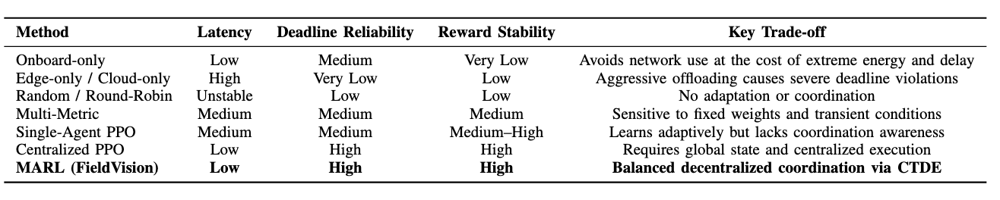 Method Latency Deadline Reliability Reward Stability Key Trade-off
Onboard-only Low Medium Very Low Avoids network use at the cost of extreme energy and delay
Edge-only / Cloud-only High Very Low Low Aggressive offloading causes severe deadline violations
Random / Round-Robin Unstable Low Low No adaptation or coordination
Multi-Metric Medium Medium Medium Sensitive to fixed weights and transient conditions
Single-Agent PPO Medium Medium Medium–High Learns adaptively but lacks coordination awareness
Centralized PPO Low High High Requires global state and centralized execution
MARL (FieldVision) Low High High Balanced decentralized coordination via CTDE